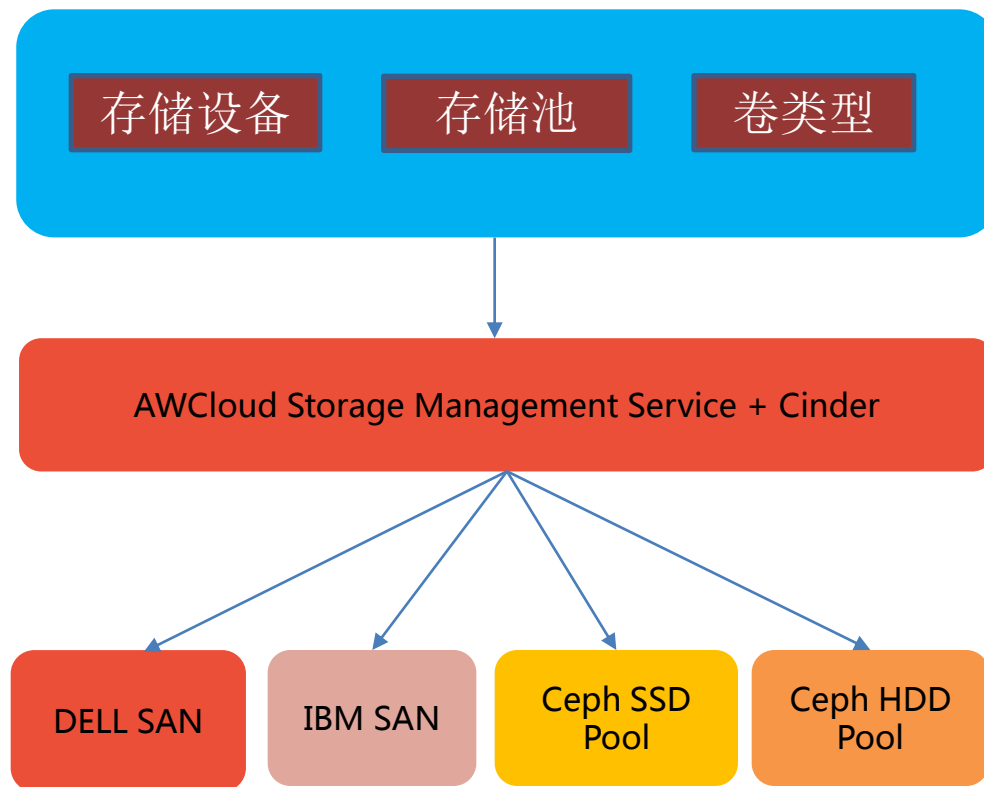 存储设备
存储池
卷类型
AWCloud Storage Management Service + Cinder
DELL SAN
IBM SAN
Ceph SSD
Pool
Ceph HDD
Pool